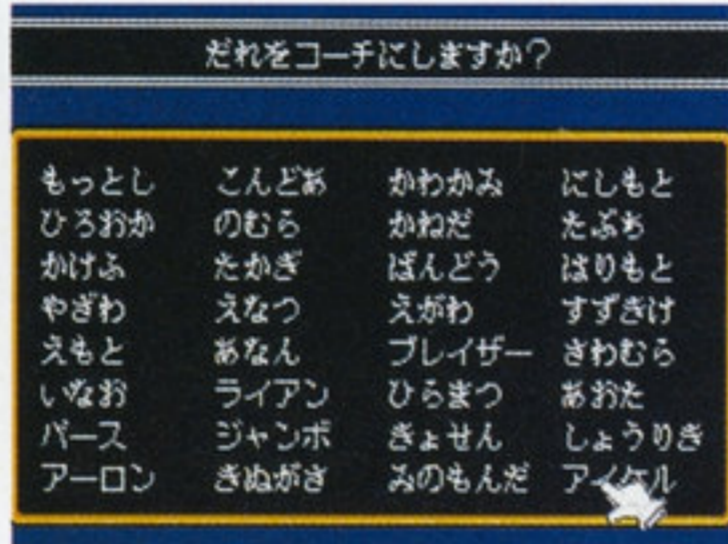 だれをコーチにしますか?
もっとし こんどあ かわかみ にしもと
ひろおか のむら かねだ たぶち
かけふ たかぎ ばんどう はりもと
やざわ えなつ えがわ すずきけ
えもと あなん ブレイザー さわむら
いなお ライアン ひらまつ あおた
バース ジャンボ きょせん しょうりき
アーロン きぬがさ みのもんだ アイケル